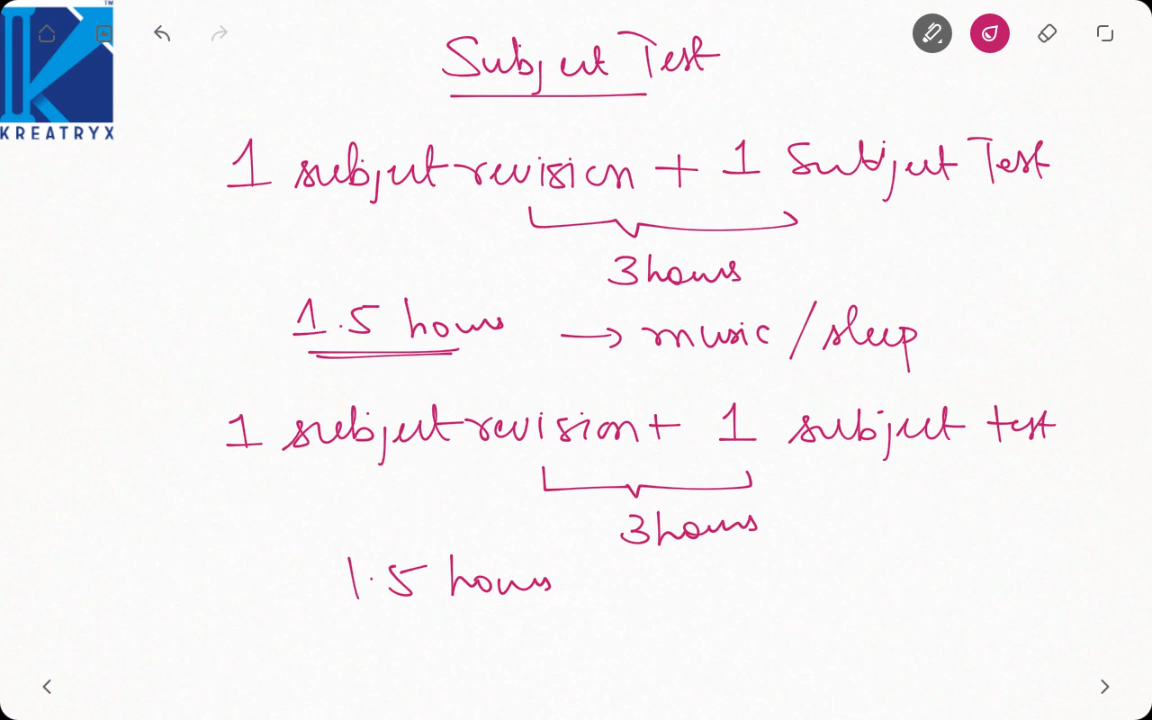 KREATRYX
TM
Subject Test
1 subject revision + 1 Subject Test
3 hours
1.5 hours → music / sleep
1 subject revision + 1 subject test
3 hours
1.5 hours